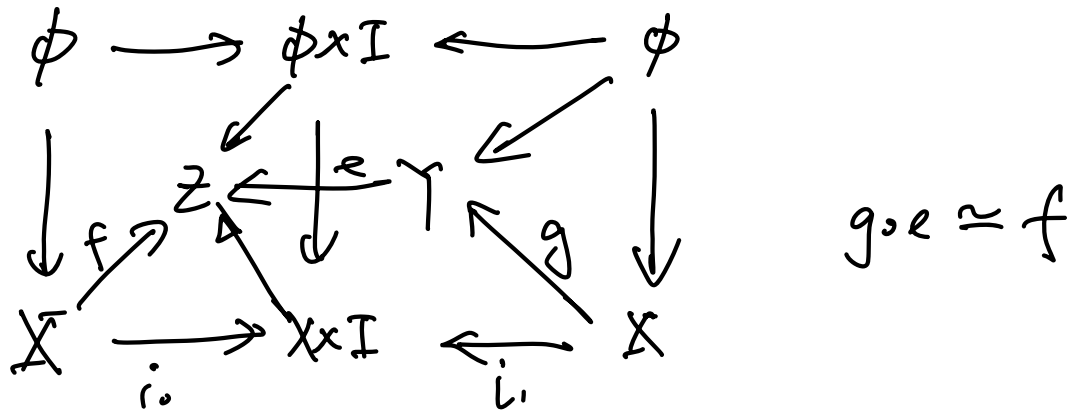 ϕ ϕxI ϕ
Z e Y
f g g∘e ≃ f
X XxI X
i₀ i₁